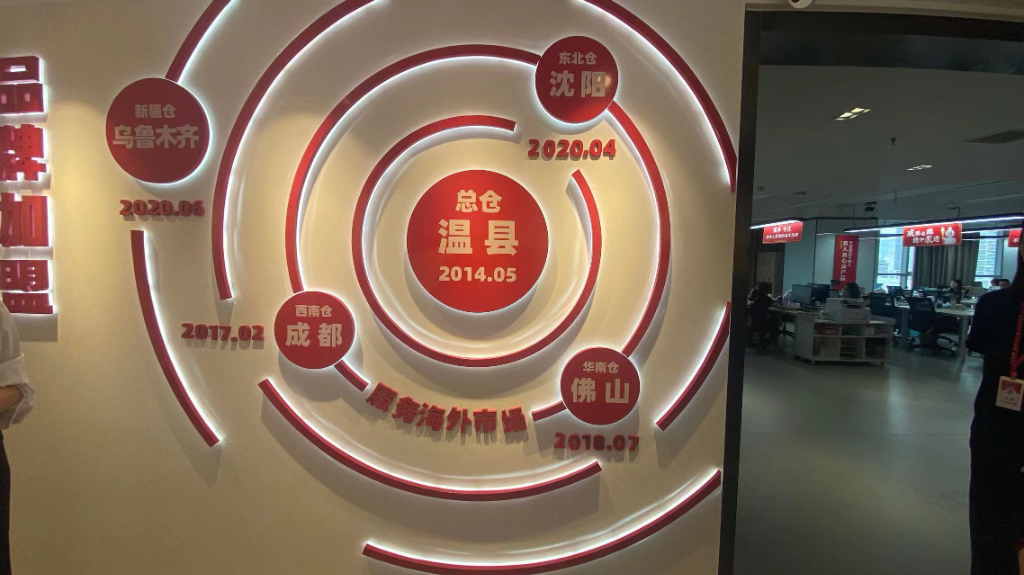 品牌加盟
新疆仓
乌鲁木齐
2020.06
东北仓
沈阳
2020.04
总仓
温县
2014.05
西南仓
成都
2017.02
华南仓
佛山
2018.07
服务海外市场